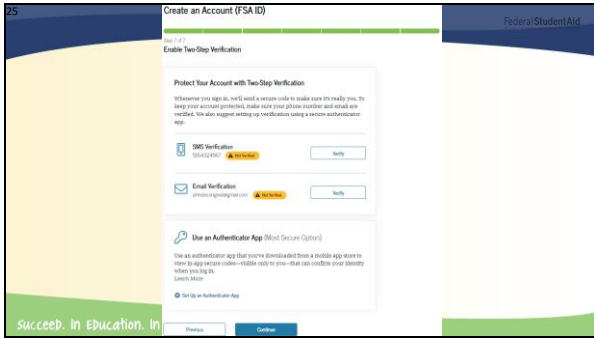 25
Create an Account (FSA ID)
Federal StudentAid
Step 7 of 7
Enable Two-Step Verification
Protect Your Account with Two-Step Verification
Whenever you sign in, we'll send a secure code to make sure it's really you. To
keep your account protected, make sure your phone number and email are
verified. We also suggest setting up verification using a secure authenticator
app.
SMS Verification
Not Verified
Verify
Email Verification
Not Verified
Verify
Use an Authenticator App (Most Secure Option)
Use an authenticator app that you've downloaded from a mobile app store to
view in-app secure codes—visible only to you—that can confirm your identity
when you log in.
Learn More
Set Up an Authenticator App
Succeed. In Education. In
Previous
Continue